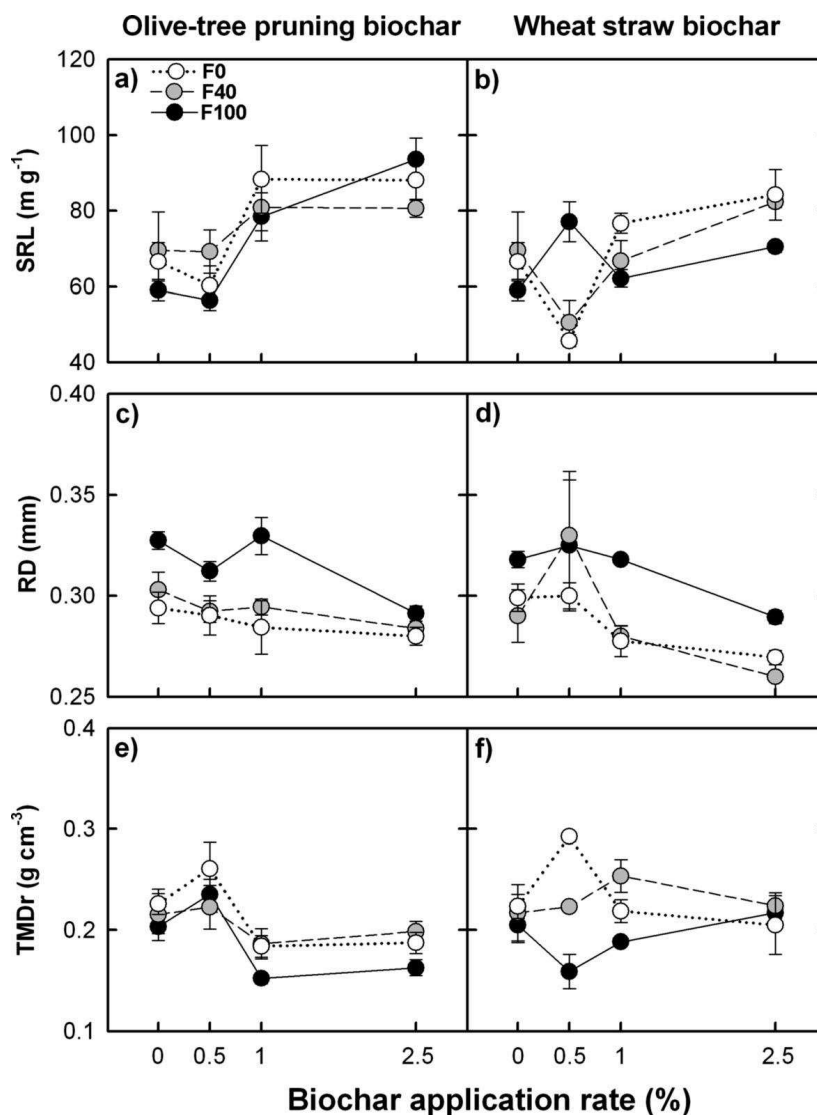 Olive-tree pruning biochar
Wheat straw biochar
120
100
80
60
40
SRL (m g⁻¹)
a)
F0
F40
F100
b)
0.40
0.35
0.30
0.25
RD (mm)
c)
d)
0.4
0.3
0.2
0.1
TMDr (g cm⁻³)
e)
f)
0 0.5 1 2.5
0 0.5 1 2.5
Biochar application rate (%)